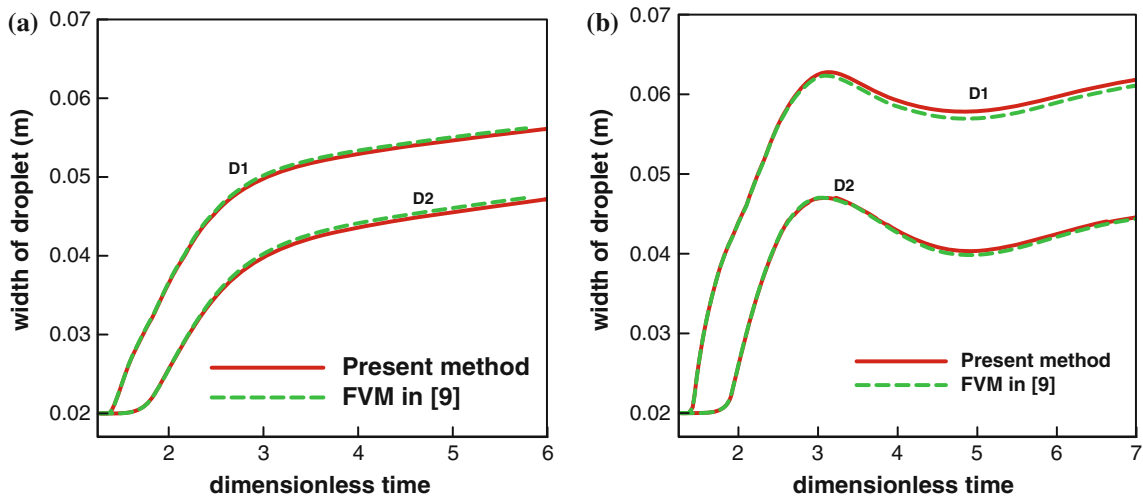 (a)
0.07
0.06
0.05
0.04
0.03
0.02
width of droplet (m)
D1
D2
Present method
FVM in [9]
2 3 4 5 6
dimensionless time
(b)
0.07
0.06
0.05
0.04
0.03
0.02
width of droplet (m)
D1
D2
Present method
FVM in [9]
2 3 4 5 6 7
dimensionless time